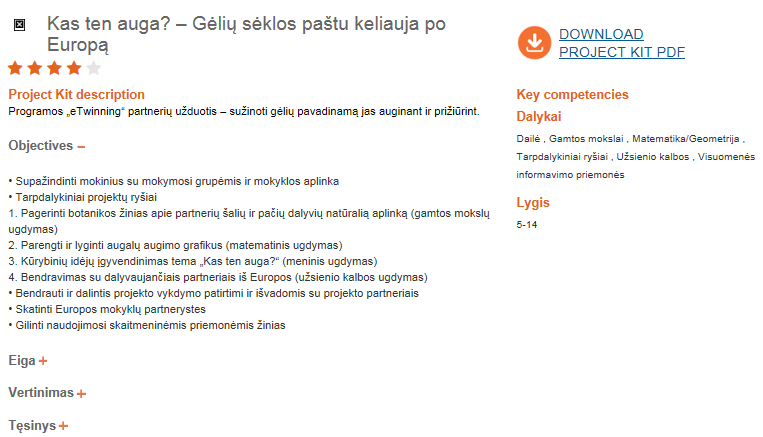 Kas ten auga? – Gėlių sėklos paštu keliauja po
Europą
DOWNLOAD
PROJECT KIT PDF
Project Kit description
Programos „eTwinning“ partnerių užduotis – sužinoti gėlių pavadinamą jas auginant ir prižiūrint.
Objectives –
• Supažindinti mokinius su mokymosi grupėmis ir mokyklos aplinka
• Tarpdalykiniai projektų ryšiai
1. Pagerinti botanikos žinias apie partnerių šalių ir pačių dalyvių natūralią aplinką (gamtos mokslų
ugdymas)
2. Parengti ir lyginti augalų augimo grafikus (matematinis ugdymas)
3. Kūrybinių idėjų įgyvendinimas tema „Kas ten auga?“ (meninis ugdymas)
4. Bendravimas su dalyvaujančiais partneriais iš Europos (užsienio kalbos ugdymas)
• Bendrauti ir dalintis projekto vykdymo patirtimi ir išvadomis su projekto partneriais
• Skatinti Europos mokyklų partnerystes
• Gilinti naudojimosi skaitmeninėmis priemonėmis žinias
Eiga +
Vertinimas +
Tęsinys +
Key competencies
Dalykai
Dailė , Gamtos mokslai , Matematika/Geometrija ,
Tarpdalykiniai ryšiai , Užsienio kalbos , Visuomenės
informavimo priemonės
Lygis
5-14